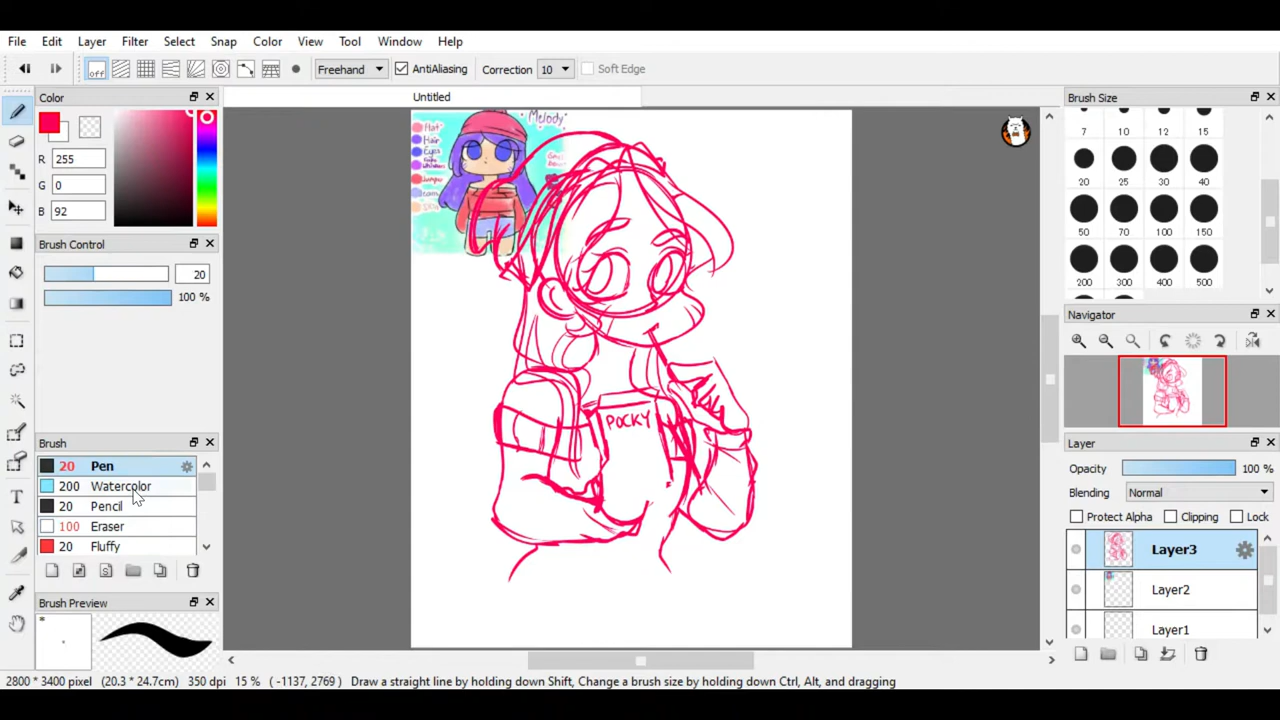 File Edit Layer Filter Select Snap Color View Tool Window Help
off Freehand AntiAliasing Correction 10 Soft Edge
Color
Untitled
Brush Size
R 255
G 0
B 92
7 10 12 15
20 25 30 40
50 70 100 150
200 300 400 500
Brush Control
20
100 %
Melody
Hat
Hair
Eyes
Jumper
POCKY
Navigator
Brush
20 Pen
200 Watercolor
20 Pencil
100 Eraser
20 Fluffy
Layer
Opacity 100 %
Blending Normal
Protect Alpha Clipping Lock
Layer3
Layer2
Layer1
Brush Preview
2800 * 3400 pixel (20.3 * 24.7cm) 350 dpi 15 % ( -1137, 2769 ) Draw a straight line by holding down Shift, Change a brush size by holding down Ctrl, Alt, and dragging